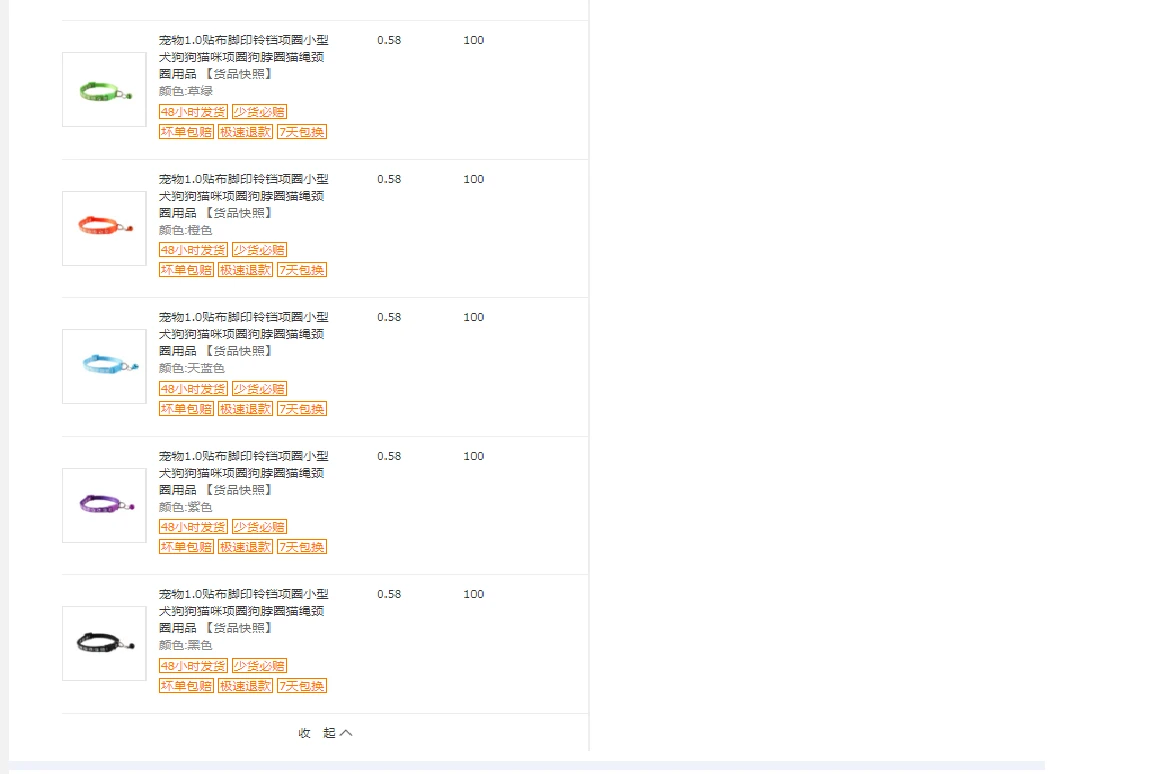 宠物1.0贴布脚印铃铛项圈小型 0.58 100
犬狗狗猫咪项圈狗脖圈猫绳颈
圈用品 【货品快照】
颜色:草绿
48小时发货 少货必赔
坏单包赔 极速退款 7天包换
宠物1.0贴布脚印铃铛项圈小型 0.58 100
犬狗狗猫咪项圈狗脖圈猫绳颈
圈用品 【货品快照】
颜色:橙色
48小时发货 少货必赔
坏单包赔 极速退款 7天包换
宠物1.0贴布脚印铃铛项圈小型 0.58 100
犬狗狗猫咪项圈狗脖圈猫绳颈
圈用品 【货品快照】
颜色:天蓝色
48小时发货 少货必赔
坏单包赔 极速退款 7天包换
宠物1.0贴布脚印铃铛项圈小型 0.58 100
犬狗狗猫咪项圈狗脖圈猫绳颈
圈用品 【货品快照】
颜色:紫色
48小时发货 少货必赔
坏单包赔 极速退款 7天包换
宠物1.0贴布脚印铃铛项圈小型 0.58 100
犬狗狗猫咪项圈狗脖圈猫绳颈
圈用品 【货品快照】
颜色:黑色
48小时发货 少货必赔
坏单包赔 极速退款 7天包换
收 起